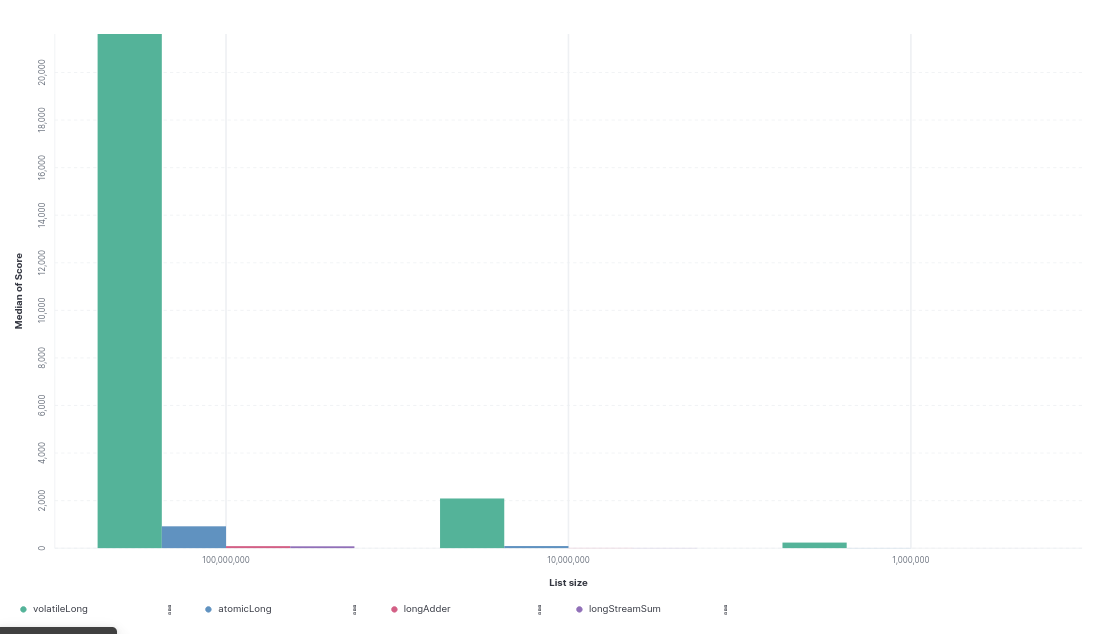 20,000
18,000
16,000
14,000
12,000
10,000
8,000
6,000
4,000
2,000
0
Median of Score
100,000,000 10,000,000 1,000,000
List size
volatileLong atomicLong longAdder longStreamSum